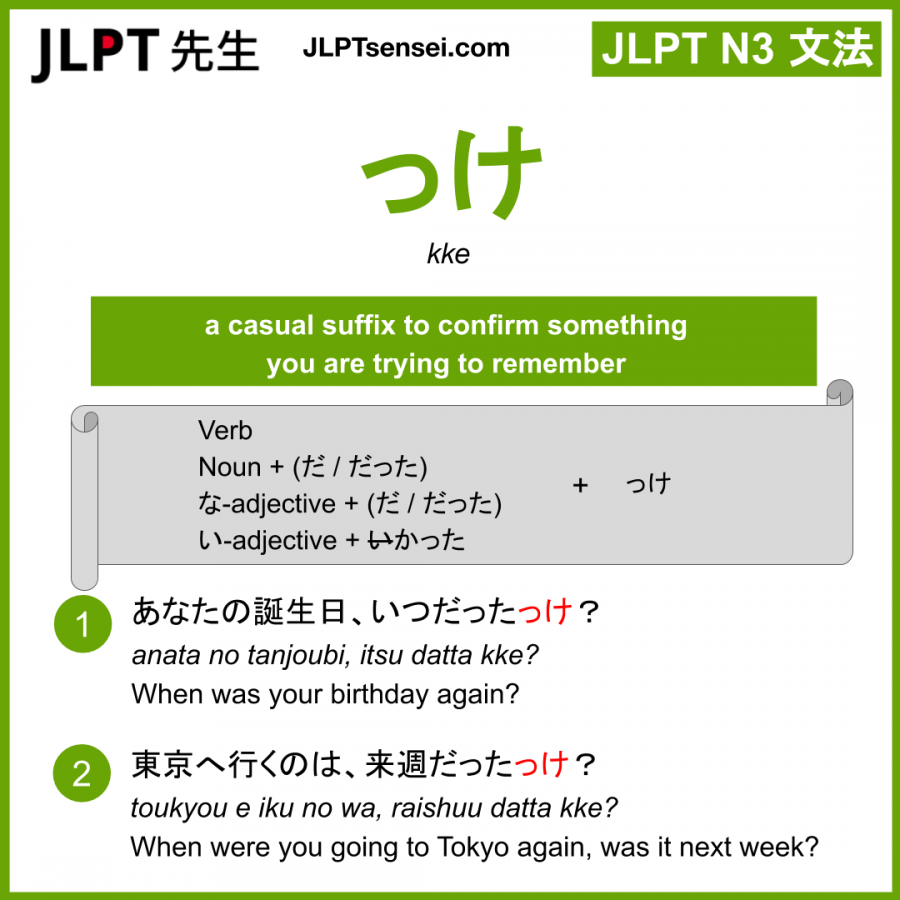 JLPT 先生
JLPTsensei.com
JLPT N3 文法
っけ
kke
a casual suffix to confirm something
you are trying to remember
Verb
Noun + (だ / だった)
な-adjective + (だ / だった)
い-adjective + いかった
+ っけ
1 あなたの誕生日、いつだったっけ？
anata no tanjoubi, itsu datta kke?
When was your birthday again?
2 東京へ行くのは、来週だったっけ？
toukyou e iku no wa, raishuu datta kke?
When were you going to Tokyo again, was it next week?